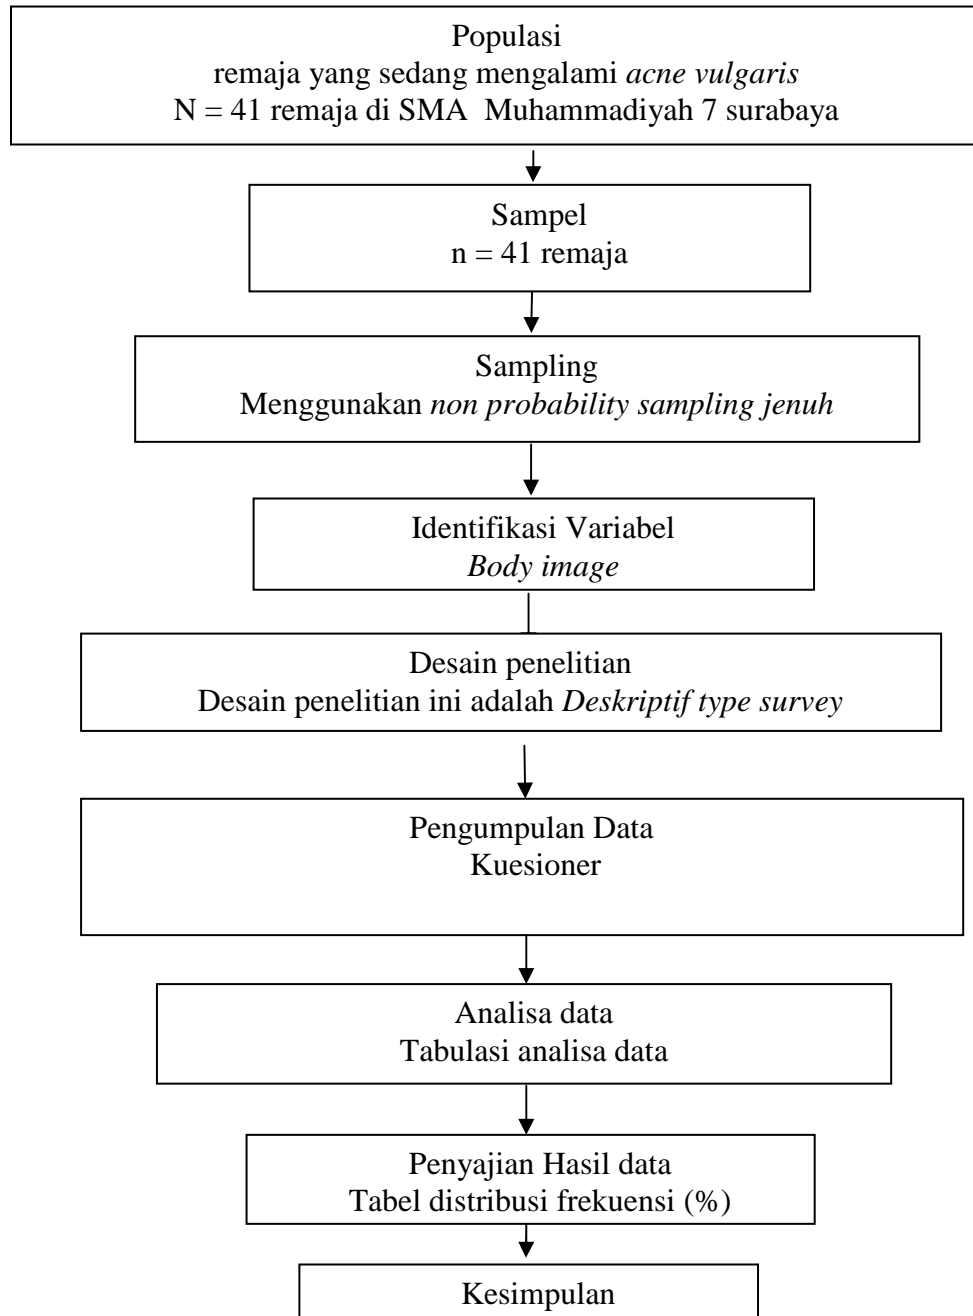 Populasi
remaja yang sedang mengalami acne vulgaris
N = 41 remaja di SMA  Muhammadiyah 7 surabaya
Sampel
n = 41 remaja
Sampling
Menggunakan non probability sampling jenuh
Identifikasi Variabel
Body image
Desain penelitian
Desain penelitian ini adalah Deskriptif type survey
Pengumpulan Data
Kuesioner
Analisa data
Tabulasi analisa data
Penyajian Hasil data
Tabel distribusi frekuensi (%)
Kesimpulan